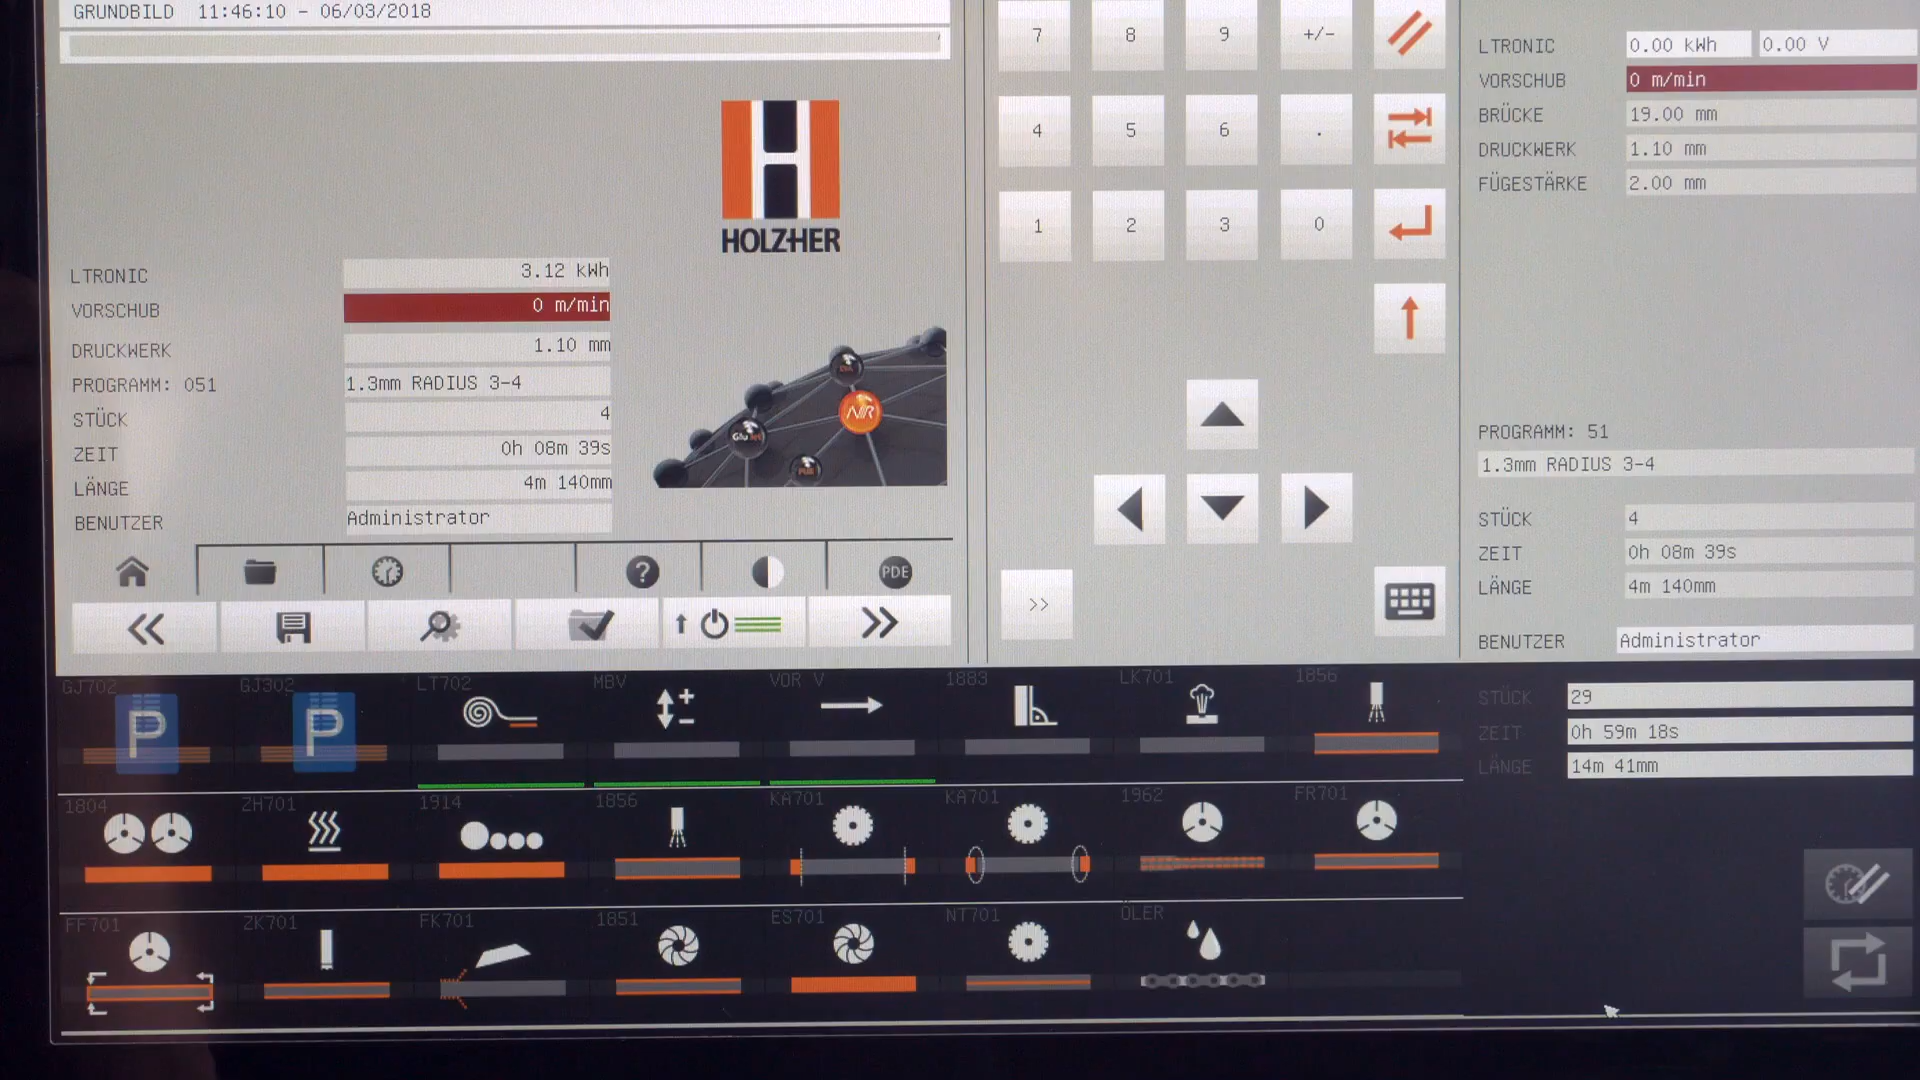 GRUNDBILD 11:46:10 - 06/03/2018
HOLZHER
LTRONIC 3.12 kWh
VORSCHUB 0 m/min
DRUCKWERK 1.10 mm
PROGRAMM: 051 1.3mm RADIUS 3-4
STÜCK 4
ZEIT 0h 08m 39s
LÄNGE 4m 140mm
BENUTZER Administrator
NIR
?
PDE
7 8 9 +/-
4 5 6 .
1 2 3 0
>>
LTRONIC 0.00 kWh 0.00 V
VORSCHUB 0 m/min
BRÜCKE 19.00 mm
DRUCKWERK 1.10 mm
FÜGESTÄRKE 2.00 mm
PROGRAMM: 51
1.3mm RADIUS 3-4
STÜCK 4
ZEIT 0h 08m 39s
LÄNGE 4m 140mm
BENUTZER Administrator
GJ702 GJ302 LT702 MBV VOR V 1883 LK701 1856
P P
1804 ZH701 1914 1856 KA701 KA701 1962 FR701
FF701 ZK701 FK701 1851 ES701 NT701 ÖLER
STÜCK 29
ZEIT 0h 59m 18s
LÄNGE 14m 41mm